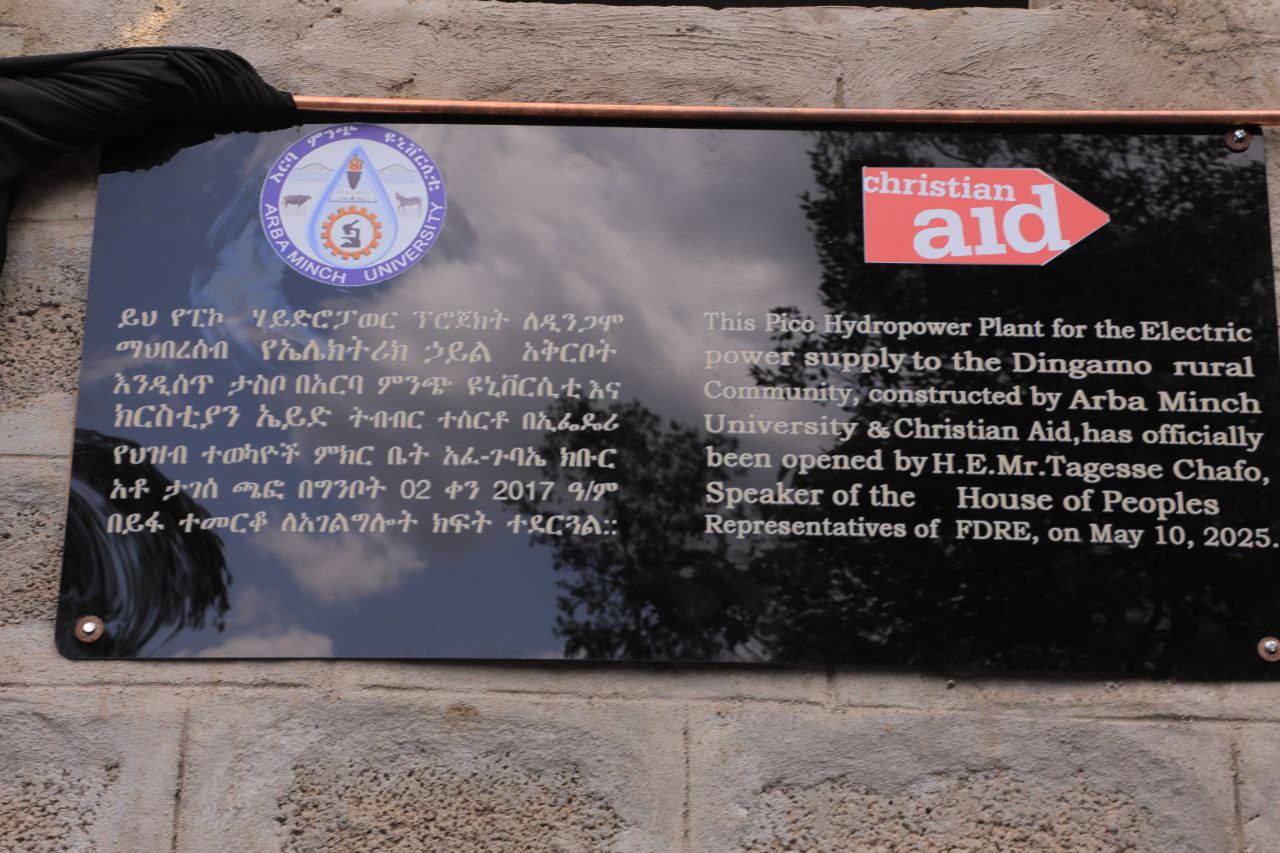 አርባ ምንጭ ዩኒቨርሲቲ
ARBA MINCH UNIVERSITY
christian
aid
ይህ የፒኮ ሃይድሮፓወር ፕሮጀክት ለዲንጋሞ
ማህበረሰብ የኤሌክትሪክ ኃይል አቅርቦት
እንዲሰጥ ታስቦ በአርባ ምንጭ ዩኒቨርሲቲ እና
ክርስቲያን ኤይድ ትብብር ተሰርቶ በኢፌዴሪ
የህዝብ ተወካዮች ምክር ቤት አፈ-ጉባኤ ክቡር
አቶ ታገሰ ጫፎ በግንቦት 02 ቀን 2017 ዓ/ም
በይፋ ተመርቆ ለአገልግሎት ክፍት ተደርጓል::
This Pico Hydropower Plant for the Electric
power supply to the Dingamo rural
Community, constructed by Arba Minch
University & Christian Aid,has officially
been opened by H.E.Mr.Tagesse Chafo,
Speaker of the House of Peoples
Representatives of FDRE, on May 10, 2025.